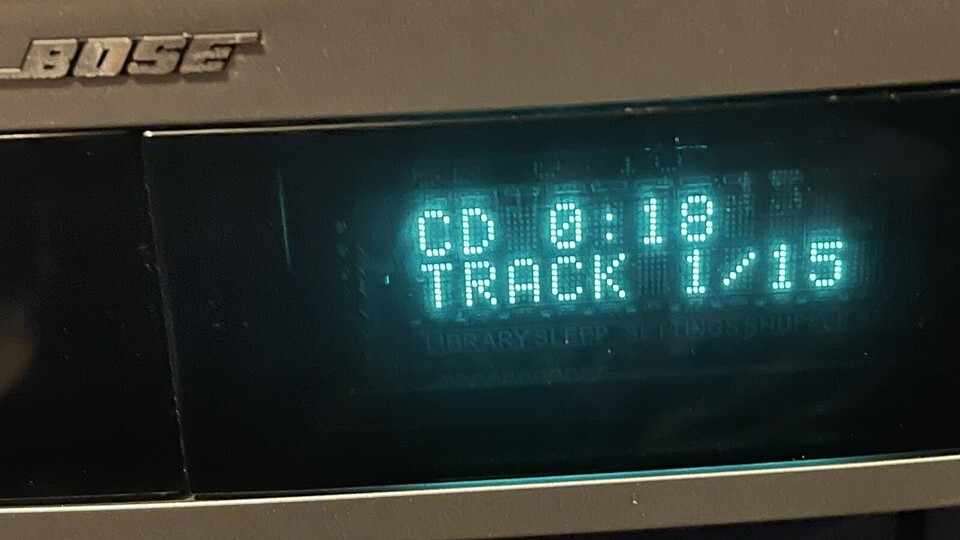 BOSE
CD 0:18
TRACK 1/15
LIBRARY SLEEP SETTINGS SHUFFLE